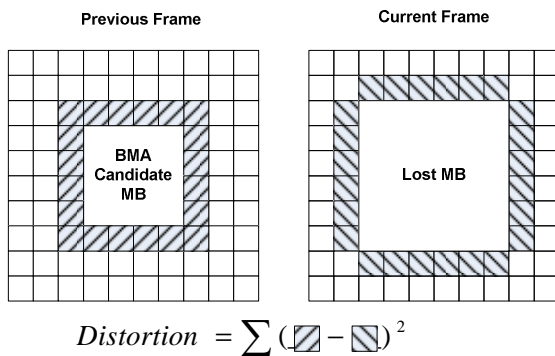 Previous Frame
Current Frame
BMA
Candidate
MB
Lost MB
Distortion = ∑ ( − ) ²